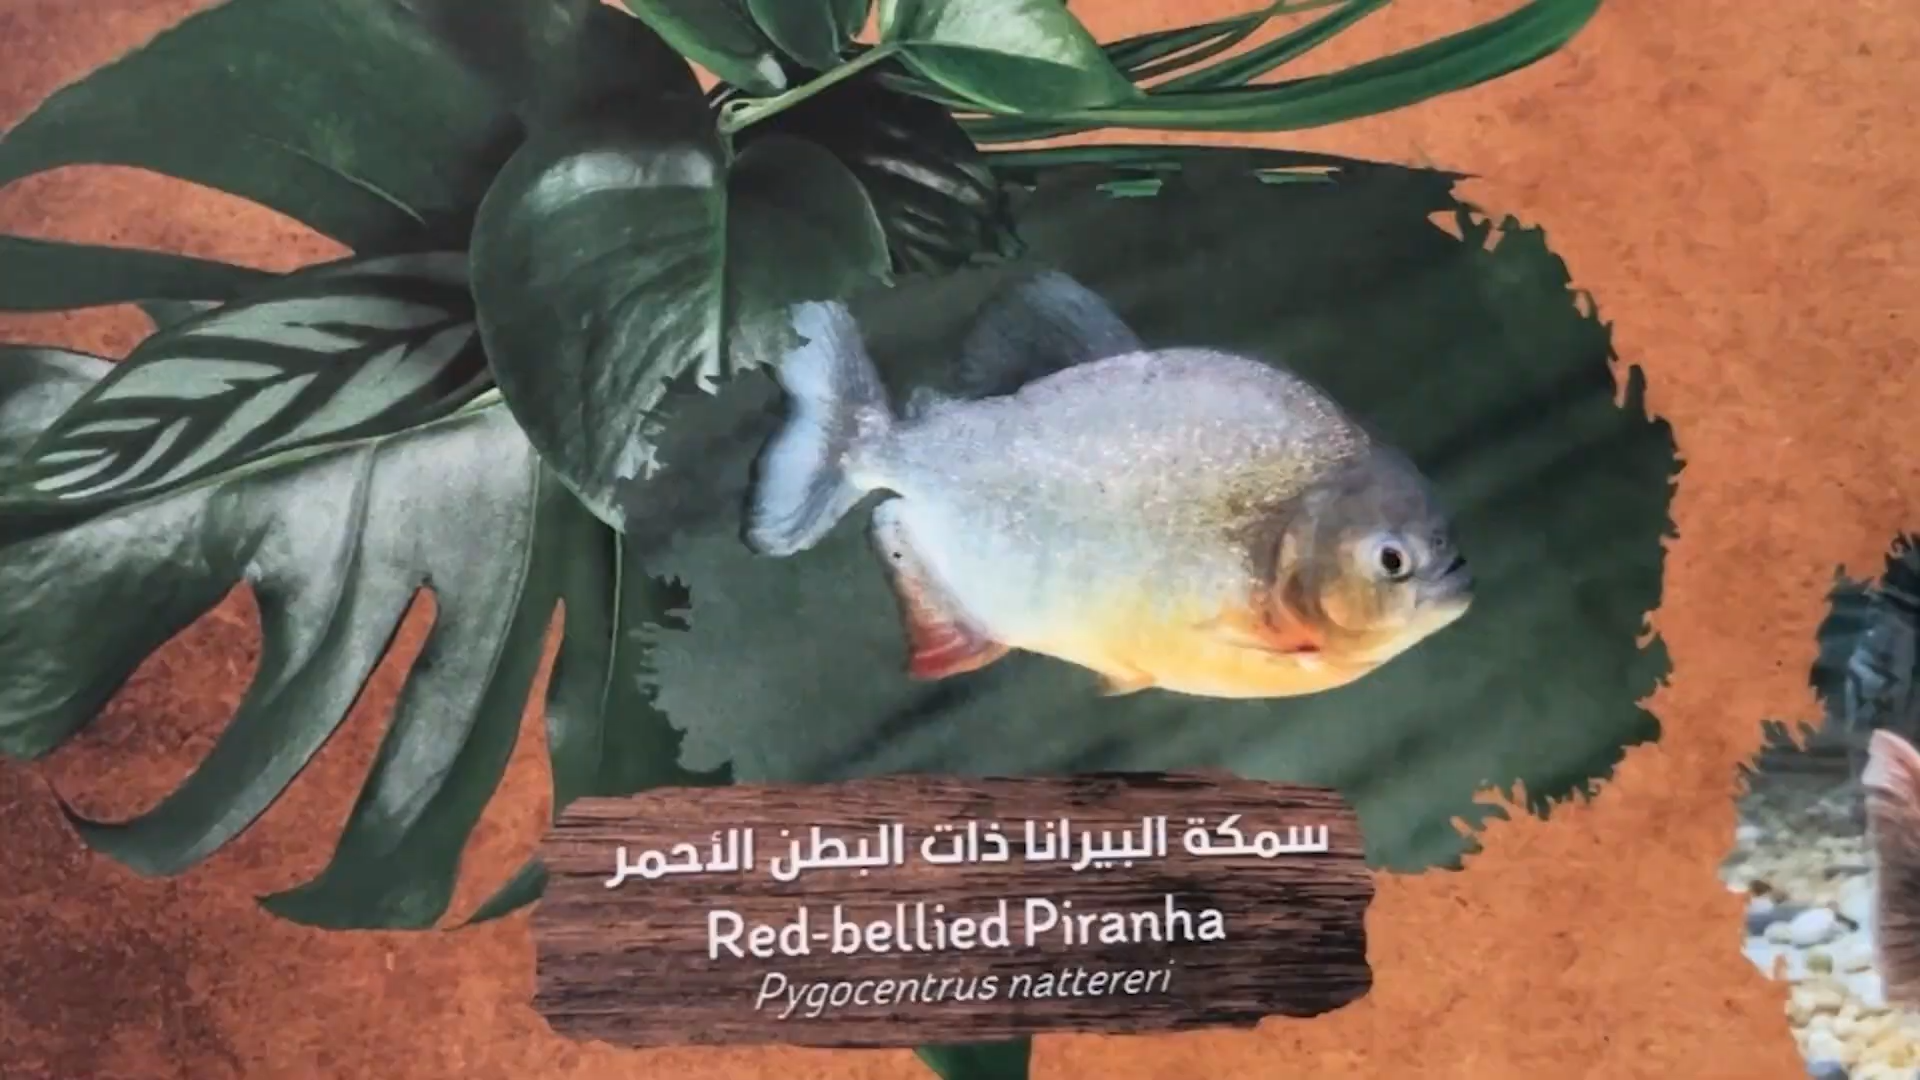 سمكة البيرانا ذات البطن الأحمر
Red-bellied Piranha
Pygocentrus nattereri